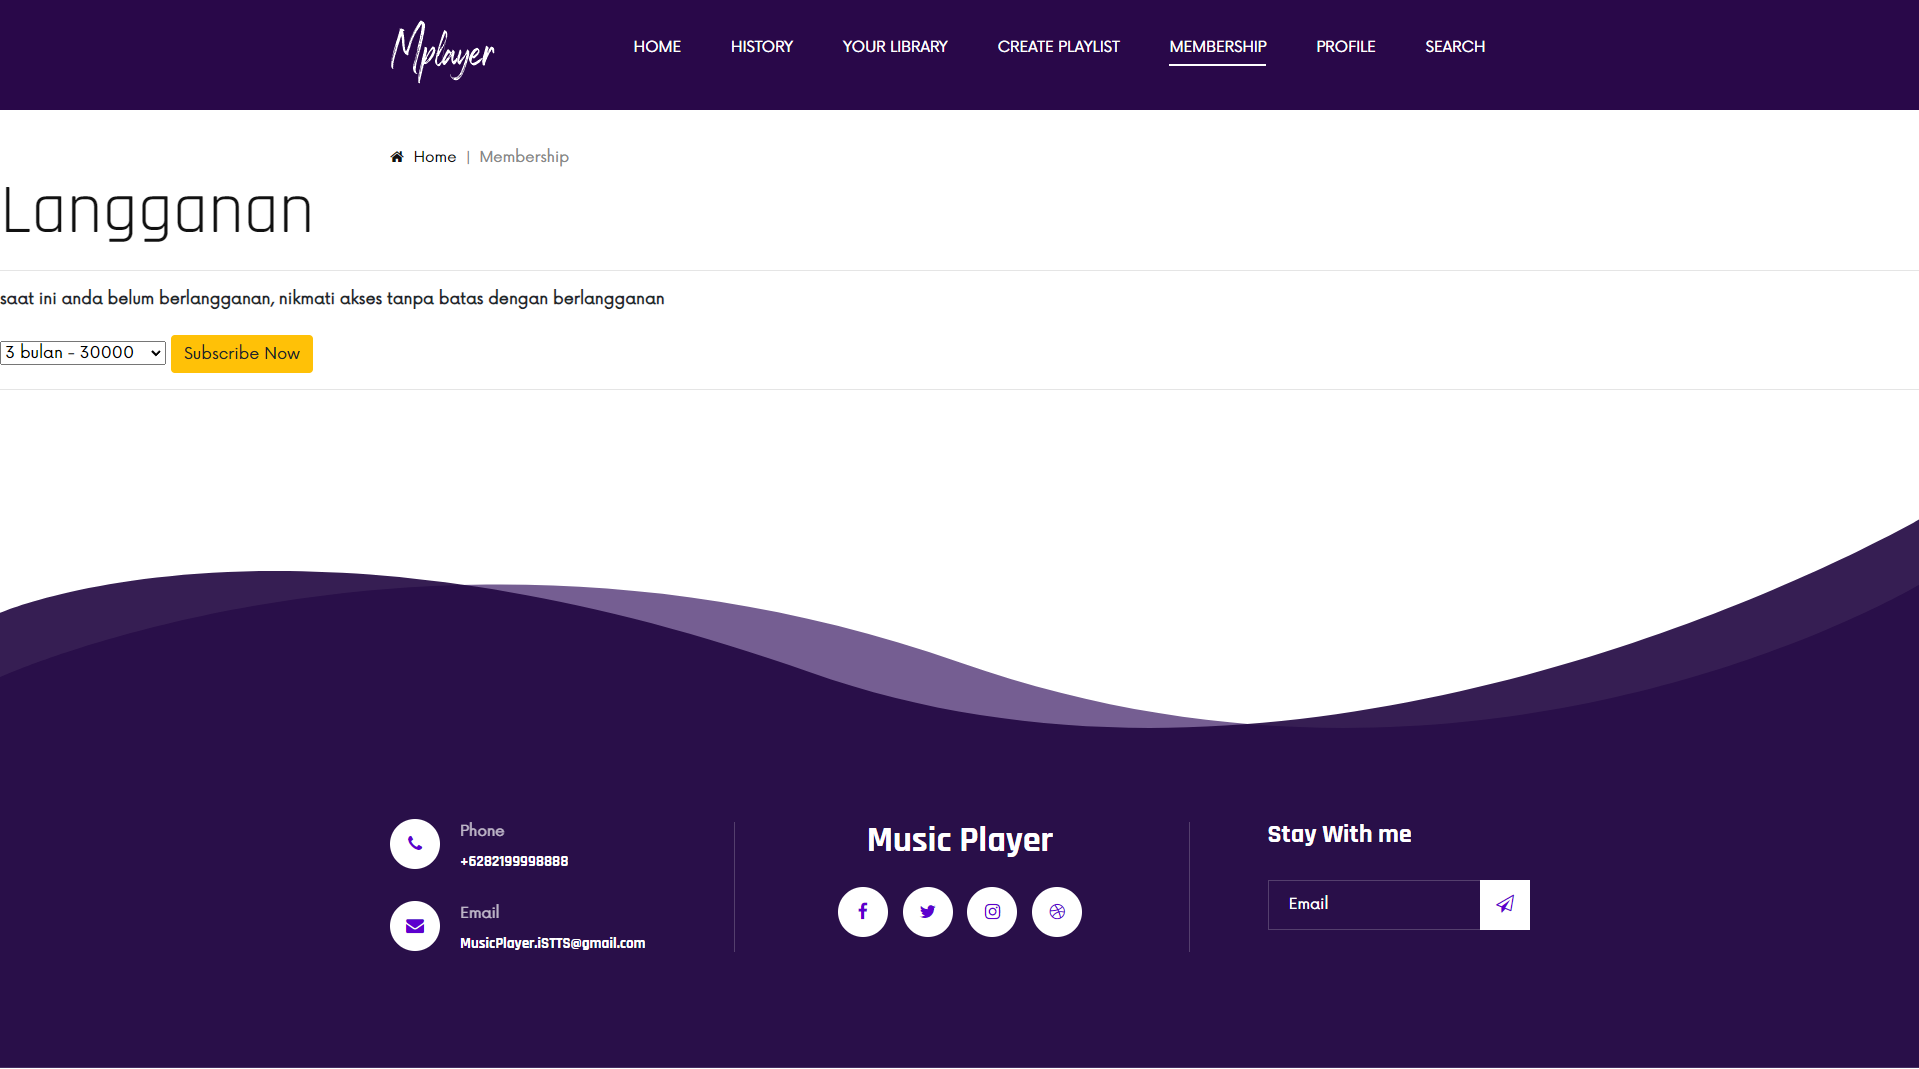 Mplayer
HOME HISTORY YOUR LIBRARY CREATE PLAYLIST MEMBERSHIP PROFILE SEARCH
Home | Membership
Langganan
saat ini anda belum berlangganan, nikmati akses tanpa batas dengan berlangganan
3 bulan - 30000 Subscribe Now
Phone
+6282199998888
Email
MusicPlayer.iSTTS@gmail.com
Music Player
Stay With me
Email